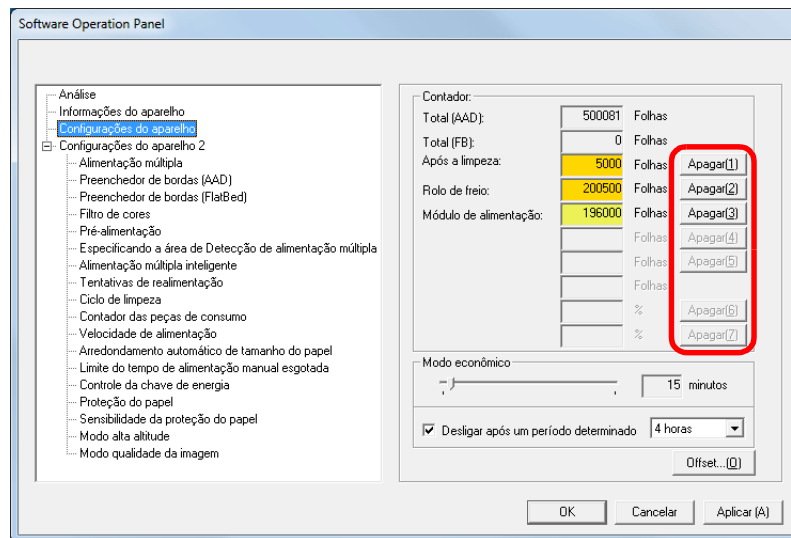 Software Operation Panel
Análise
Informações do aparelho
Configurações do aparelho
Configurações do aparelho 2
Alimentação múltipla
Preenchedor de bordas (AAD)
Preenchedor de bordas (FlatBed)
Filtro de cores
Pré-alimentação
Especificando a área de Detecção de alimentação múltipla
Alimentação múltipla inteligente
Tentativas de realimentação
Ciclo de limpeza
Contador das peças de consumo
Velocidade de alimentação
Arredondamento automático de tamanho do papel
Limite do tempo de alimentação manual esgotada
Controle da chave de energia
Proteção do papel
Sensibilidade da proteção do papel
Modo alta altitude
Modo qualidade da imagem
Contador:
Total (AAD): 500081 Folhas
Total (FB): 0 Folhas
Após a limpeza: 5000 Folhas Apagar(1)
Rolo de freio: 200500 Folhas Apagar(2)
Módulo de alimentação: 196000 Folhas Apagar(3)
Folhas Apagar(4)
Folhas Apagar(5)
Folhas
% Apagar(6)
% Apagar(7)
Modo econômico
15 minutos
Desligar após um período determinado 4 horas
Offset...(O)
OK Cancelar Aplicar (A)